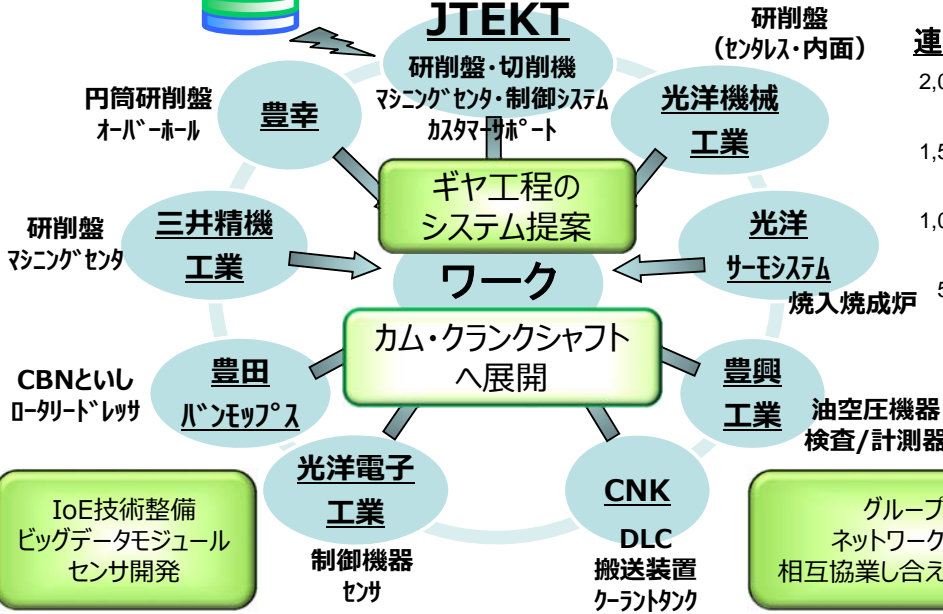 JTEKT
研削盤・切削機
マシニングセンタ・制御システム
カスタマーサポート
研削盤
（センタレス・内面）
連
2,0
1,5
1,0
5
円筒研削盤
オーバーホール
豊幸
光洋機械
工業
ギヤ工程の
システム提案
研削盤
マシニングセンタ
三井精機
工業
光洋
サーモシステム
焼入焼成炉
ワーク
カム・クランクシャフト
へ展開
CBNといし
ロータリードレッサ
豊田
バンモップス
豊興
工業
油空圧機器
検査/計測器
光洋電子
工業
制御機器
センサ
CNK
DLC
搬送装置
クーラントタンク
IoE技術整備
ビッグデータモジュール
センサ開発
グループ
ネットワーク
相互協業し合え